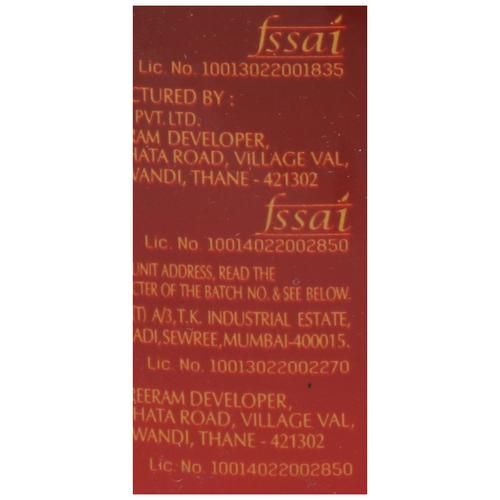 fssai
Lic. No. 10013022001835
CTURED BY :
PVT. LTD.
RAM DEVELOPER,
HATA ROAD, VILLAGE VAL,
WANDI, THANE - 421302
fssai
Lic. No. 10014022002850
UNIT ADDRESS, READ THE
CTER OF THE BATCH NO. & SEE BELOW.
T) A/3, T.K. INDUSTRIAL ESTATE,
ADI, SEWREE, MUMBAI-400015.
Lic. No. 10013022002270
REERAM DEVELOPER,
HATA ROAD, VILLAGE VAL,
WANDI, THANE - 421302
Lic. No. 10014022002850